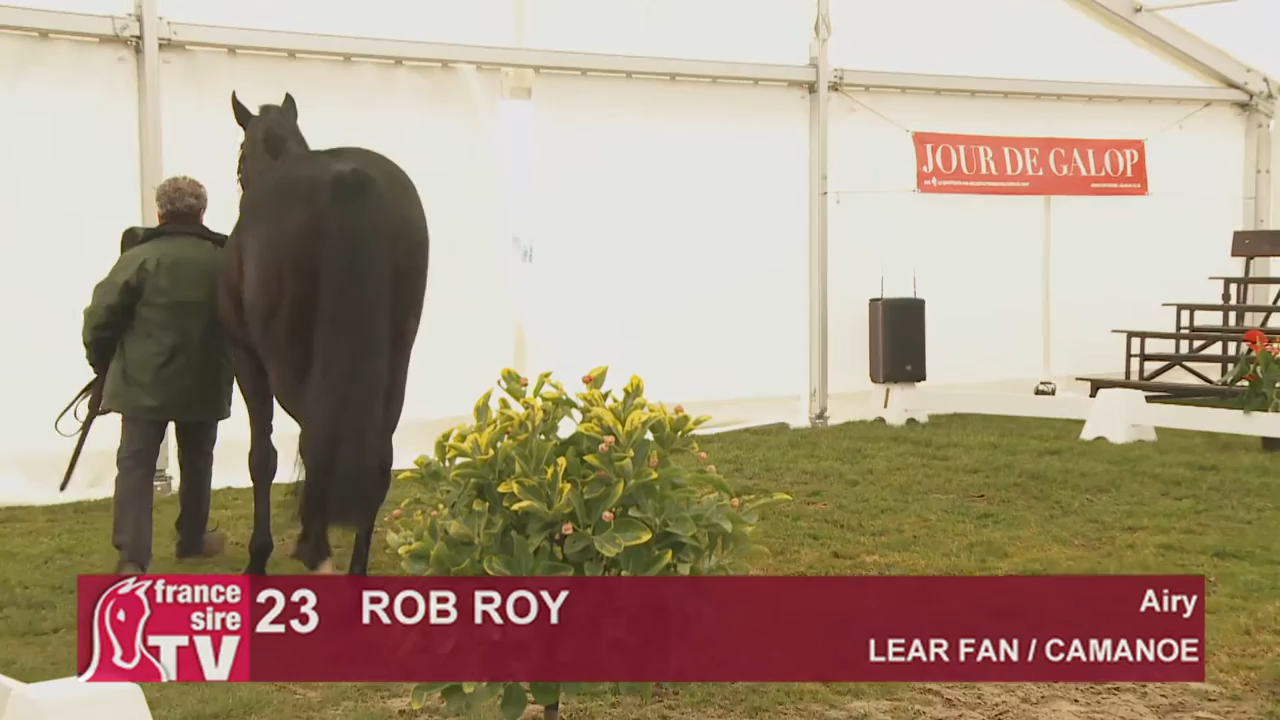 JOUR DE GALOP
france
sire
TV
23 ROB ROY
Airy
LEAR FAN / CAMANOE